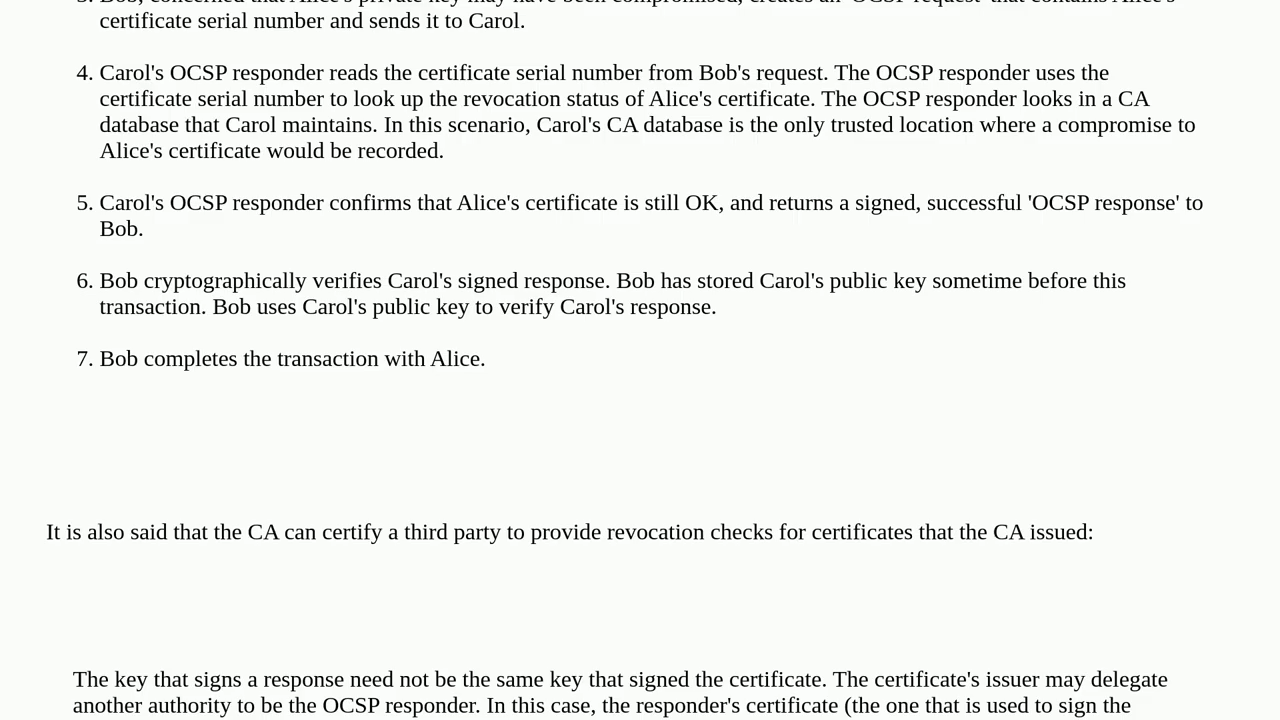 certificate serial number and sends it to Carol.
4. Carol's OCSP responder reads the certificate serial number from Bob's request. The OCSP responder uses the
certificate serial number to look up the revocation status of Alice's certificate. The OCSP responder looks in a CA
database that Carol maintains. In this scenario, Carol's CA database is the only trusted location where a compromise to
Alice's certificate would be recorded.
5. Carol's OCSP responder confirms that Alice's certificate is still OK, and returns a signed, successful 'OCSP response' to
Bob.
6. Bob cryptographically verifies Carol's signed response. Bob has stored Carol's public key sometime before this
transaction. Bob uses Carol's public key to verify Carol's response.
7. Bob completes the transaction with Alice.
It is also said that the CA can certify a third party to provide revocation checks for certificates that the CA issued:
The key that signs a response need not be the same key that signed the certificate. The certificate's issuer may delegate
another authority to be the OCSP responder. In this case, the responder's certificate (the one that is used to sign the